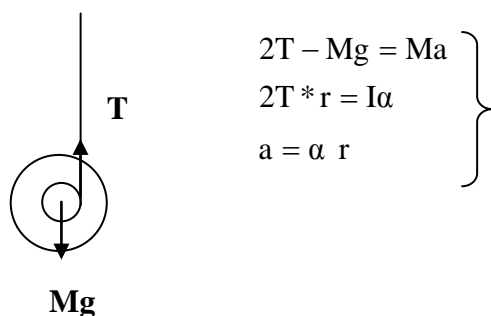 2T – Mg = Ma
T
2T * r = Iα
a = α r
Mg